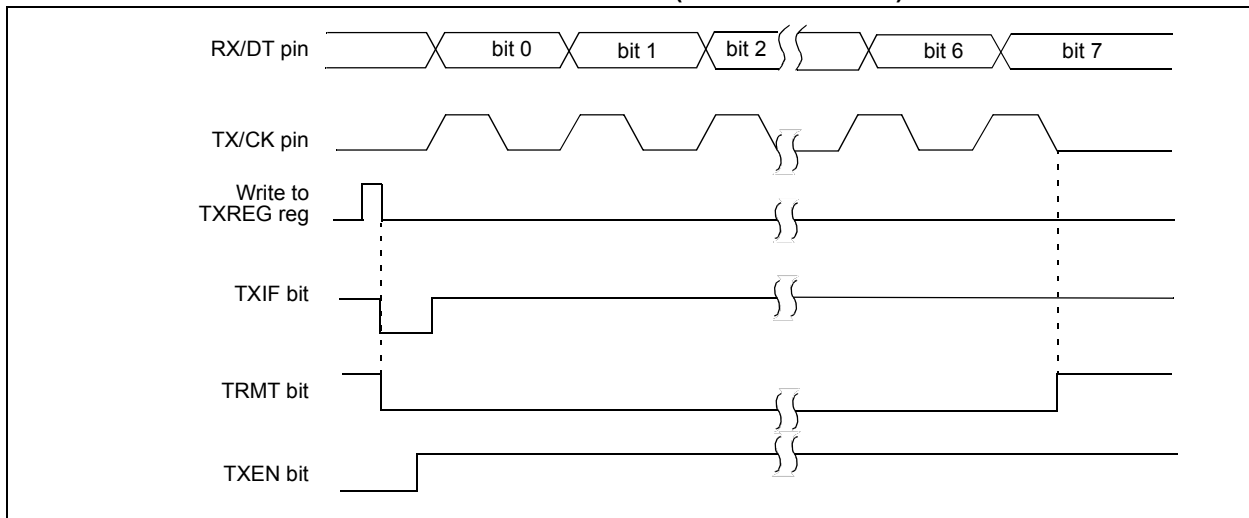 RX/DT pin
bit 0 bit 1 bit 2 bit 6 bit 7
TX/CK pin
Write to
TXREG reg
TXIF bit
TRMT bit
TXEN bit